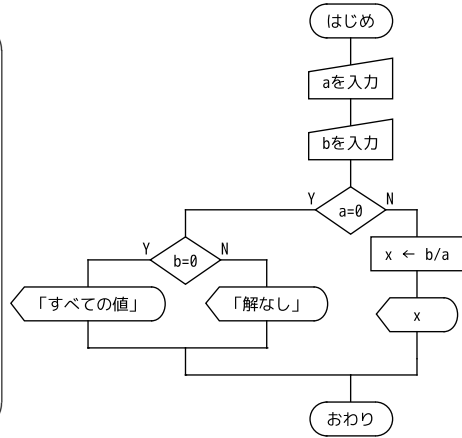 はじめ
aを入力
bを入力
Y
N
a=0
Y
N
b=0
x ← b/a
「すべての値」
「解なし」
x
おわり